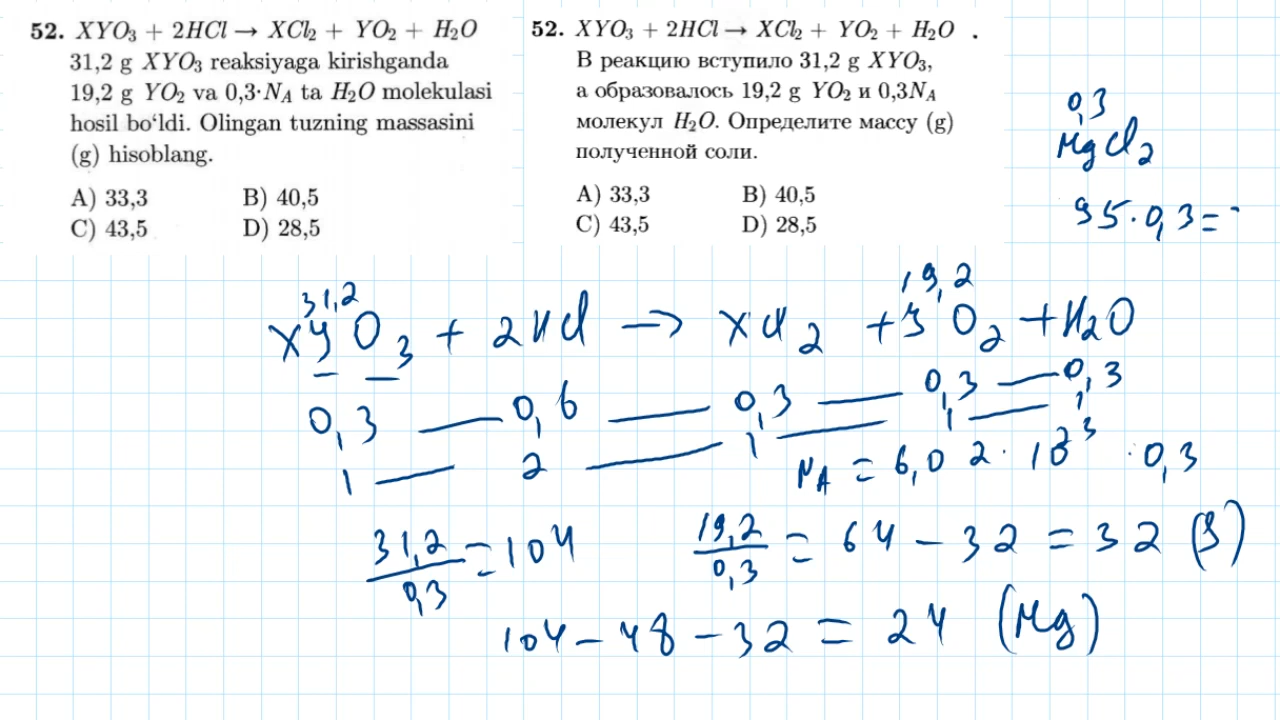 52. XYO₃ + 2HCl → XCl₂ + YO₂ + H₂O
31,2 g XYO₃ reaksiyaga kirishganda
19,2 g YO₂ va 0,3·N_A ta H₂O molekulasi
hosil bo‘ldi. Olingan tuzning massasini
(g) hisoblang.
A) 33,3 B) 40,5
C) 43,5 D) 28,5
52. XYO₃ + 2HCl → XCl₂ + YO₂ + H₂O .
В реакцию вступило 31,2 g XYO₃,
а образовалось 19,2 g YO₂ и 0,3N_A
молекул H₂O. Определите массу (g)
полученной соли.
A) 33,3 B) 40,5
C) 43,5 D) 28,5
0,3
MgCl₂
95·0,3=
31,2 19,2
XYO₃ + 2HCl → XCl₂ + YO₂ + H₂O
0,3 — 0,6 — 0,3 — 0,3 — 0,3
1 — 2 — 1 — 1 — 1
N_A = 6,02·10²³ ·0,3
31,2/0,3 = 104
19,2/0,3 = 64 – 32 = 32 (S)
104 – 48 – 32 = 24 (Mg)